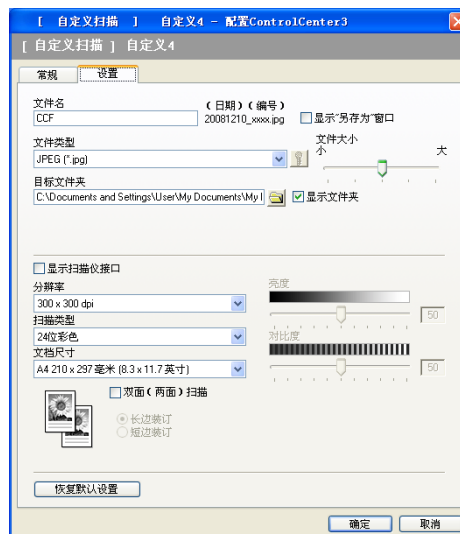 [ 自定义扫描 ] 自定义4 - 配置ControlCenter3
[ 自定义扫描 ] 自定义4
常规 设置
文件名 (日期)(编号)
CCF 20081210_xxxx.jpg 显示"另存为"窗口
文件类型 文件大小
小 大
JPEG (*.jpg)
目标文件夹
C:\Documents and Settings\User\My Documents\My 显示文件夹
显示扫描仪接口
分辨率 亮度
300 x 300 dpi 50
扫描类型
24位彩色 对比度
文档尺寸
A4 210 x 297 毫米 (8.3 x 11.7 英寸) 50
双面(两面)扫描
长边装订
短边装订
恢复默认设置
确定 取消